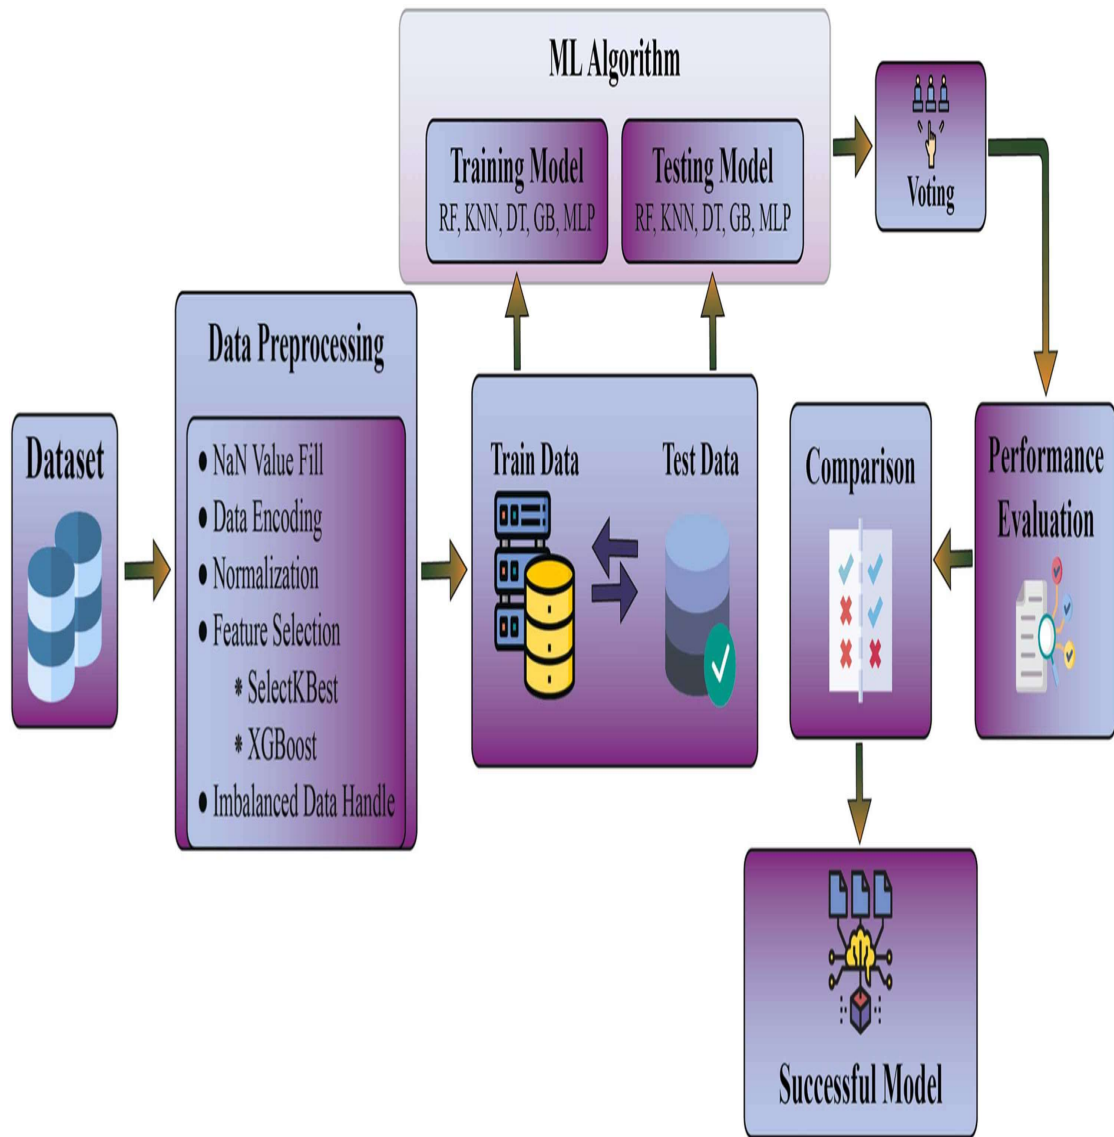 Dataset
Data Preprocessing
● NaN Value Fill
● Data Encoding
● Normalization
● Feature Selection
* SelectKBest
* XGBoost
● Imbalanced Data Handle
Train Data
Test Data
ML Algorithm
Training Model
RF, KNN, DT, GB, MLP
Testing Model
RF, KNN, DT, GB, MLP
Voting
Performance
Evaluation
Comparison
Successful Model